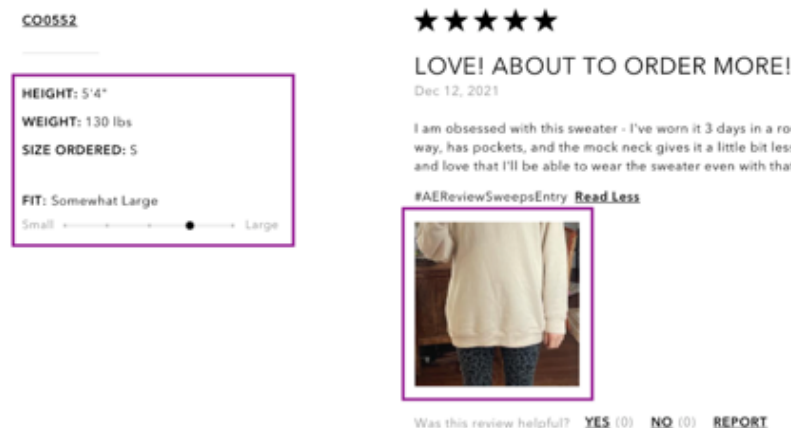 CO0552
HEIGHT: 5'4"
WEIGHT: 130 lbs
SIZE ORDERED: S
FIT: Somewhat Large
Small
Large
LOVE! ABOUT TO ORDER MORE!
Dec 12, 2021
I am obsessed with this sweater - I've worn it 3 days in a ro
way, has pockets, and the mock neck gives it a little bit less
and love that I'll be able to wear the sweater even with that
#AEReviewSweepsEntry Read Less
Was this review helpful? YES (0) NO (0) REPORT